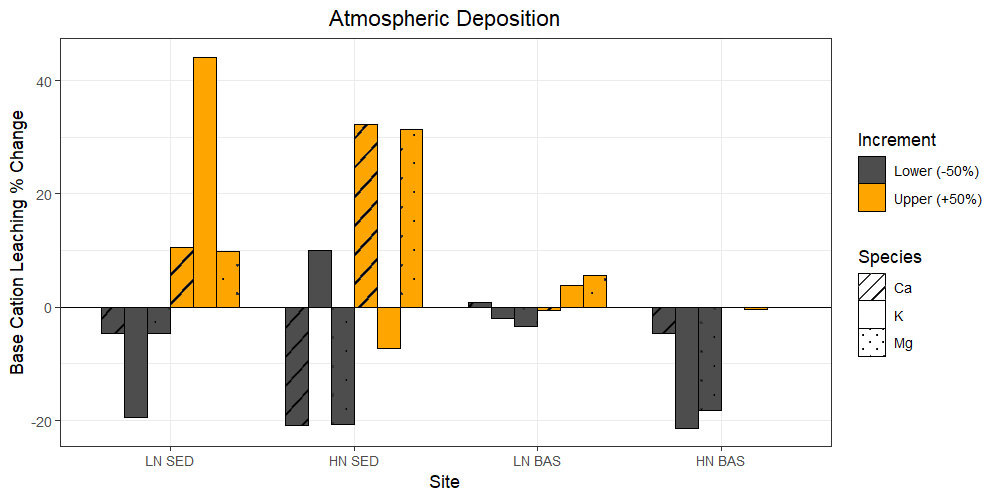 Atmospheric Deposition
Base Cation Leaching % Change
40
20
0
-20
LN SED
HN SED
LN BAS
HN BAS
Site
Increment
Lower (-50%)
Upper (+50%)
Species
Ca
K
Mg